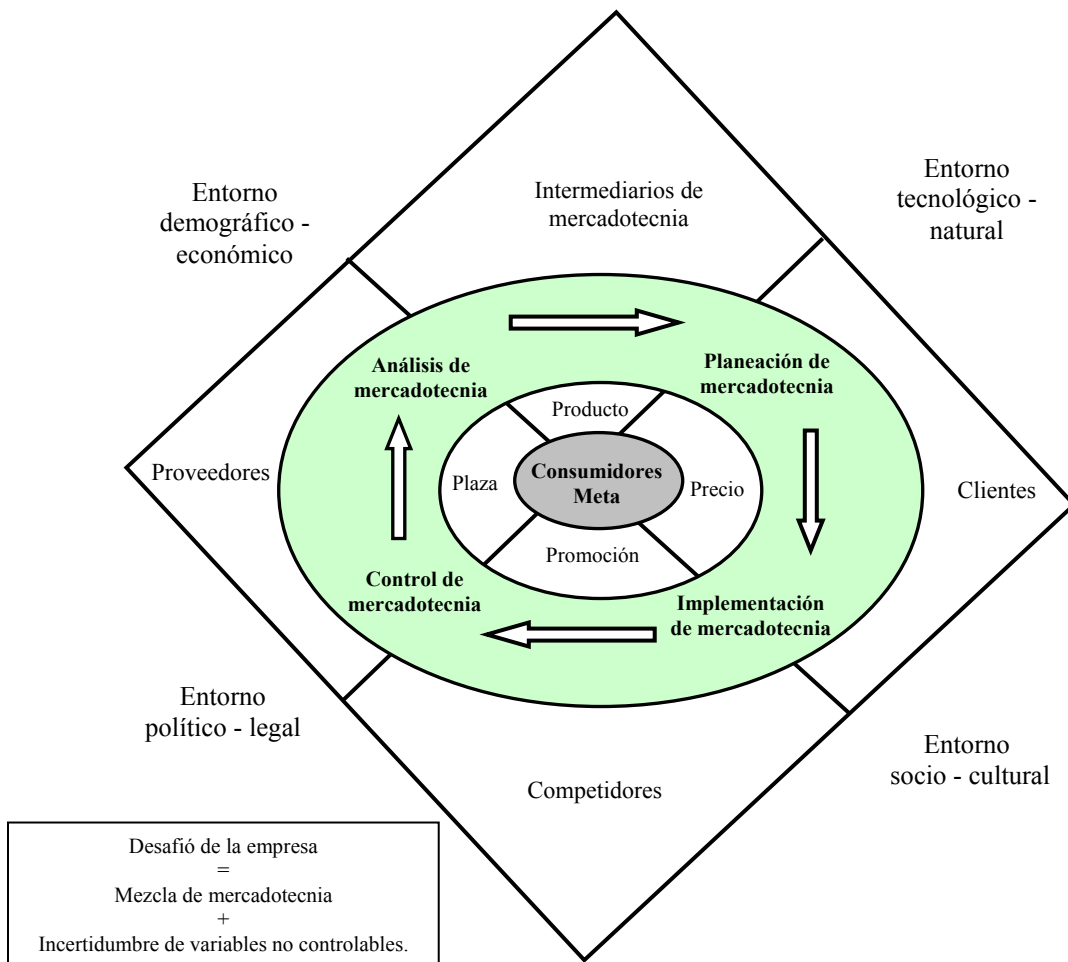 Entorno
demográfico -
económico
Intermediarios de
mercadotecnia
Entorno
tecnológico -
natural
Análisis de
mercadotecnia
Planeación de
mercadotecnia
Producto
Proveedores
Plaza
Consumidores
Meta
Precio
Clientes
Promoción
Control de
mercadotecnia
Implementación
de mercadotecnia
Entorno
político - legal
Competidores
Entorno
socio - cultural
Desafió de la empresa
=
Mezcla de mercadotecnia
+
Incertidumbre de variables no controlables.